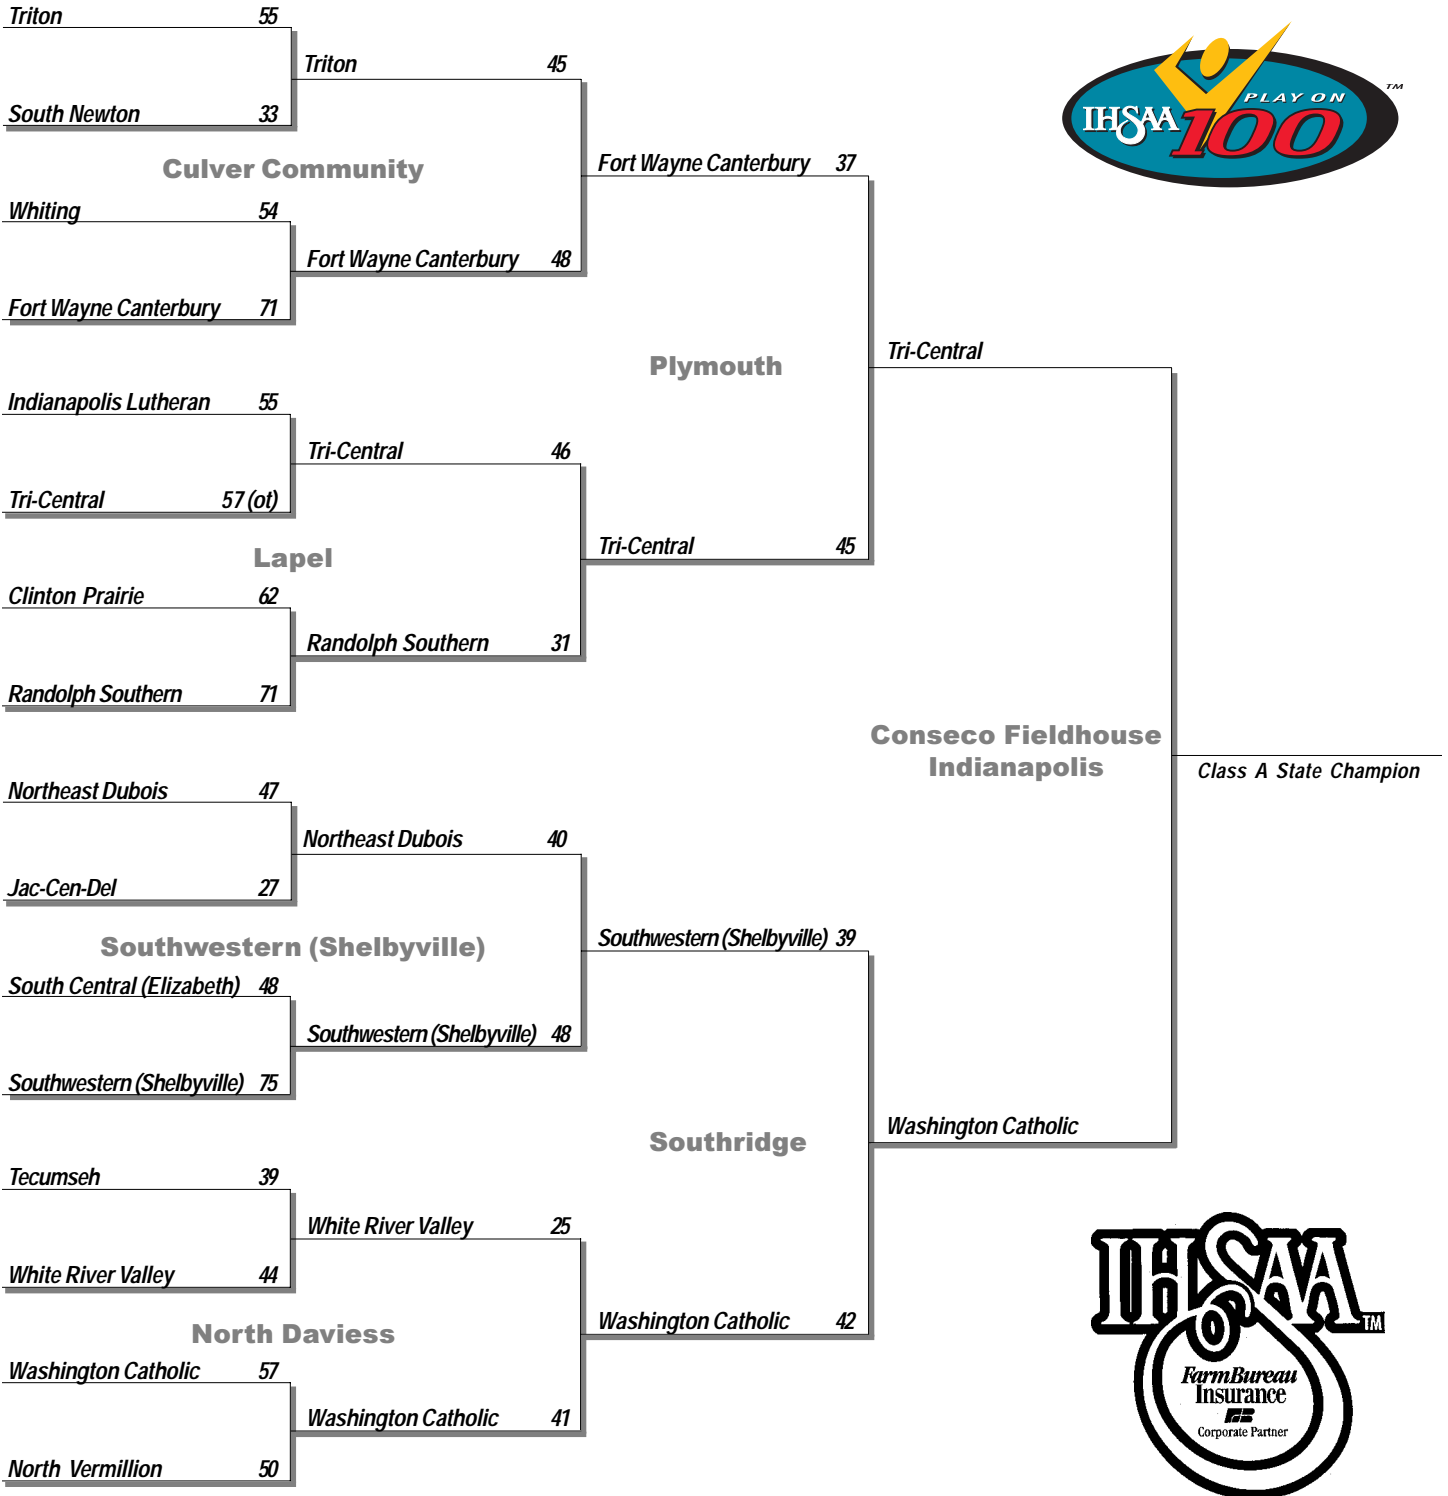 Triton 55
Triton 45
South Newton 33
Culver Community
Fort Wayne Canterbury 37
Whiting 54
Fort Wayne Canterbury 48
Fort Wayne Canterbury 71
Plymouth
Tri-Central
Indianapolis Lutheran 55
Tri-Central 46
Tri-Central 57 (ot)
Lapel
Tri-Central 45
Clinton Prairie 62
Randolph Southern 31
Randolph Southern 71
Conseco Fieldhouse
Indianapolis
Class A State Champion
Northeast Dubois 47
Northeast Dubois 40
Jac-Cen-Del 27
Southwestern (Shelbyville)
Southwestern (Shelbyville) 39
South Central (Elizabeth) 48
Southwestern (Shelbyville) 48
Southwestern (Shelbyville) 75
Southridge
Washington Catholic
Tecumseh 39
White River Valley 25
White River Valley 44
North Daviess
Washington Catholic 42
Washington Catholic 57
Washington Catholic 41
North Vermillion 50
IHSAA PLAY ON 100 TM
IHSAA TM
FarmBureau
Insurance
FB
Corporate Partner